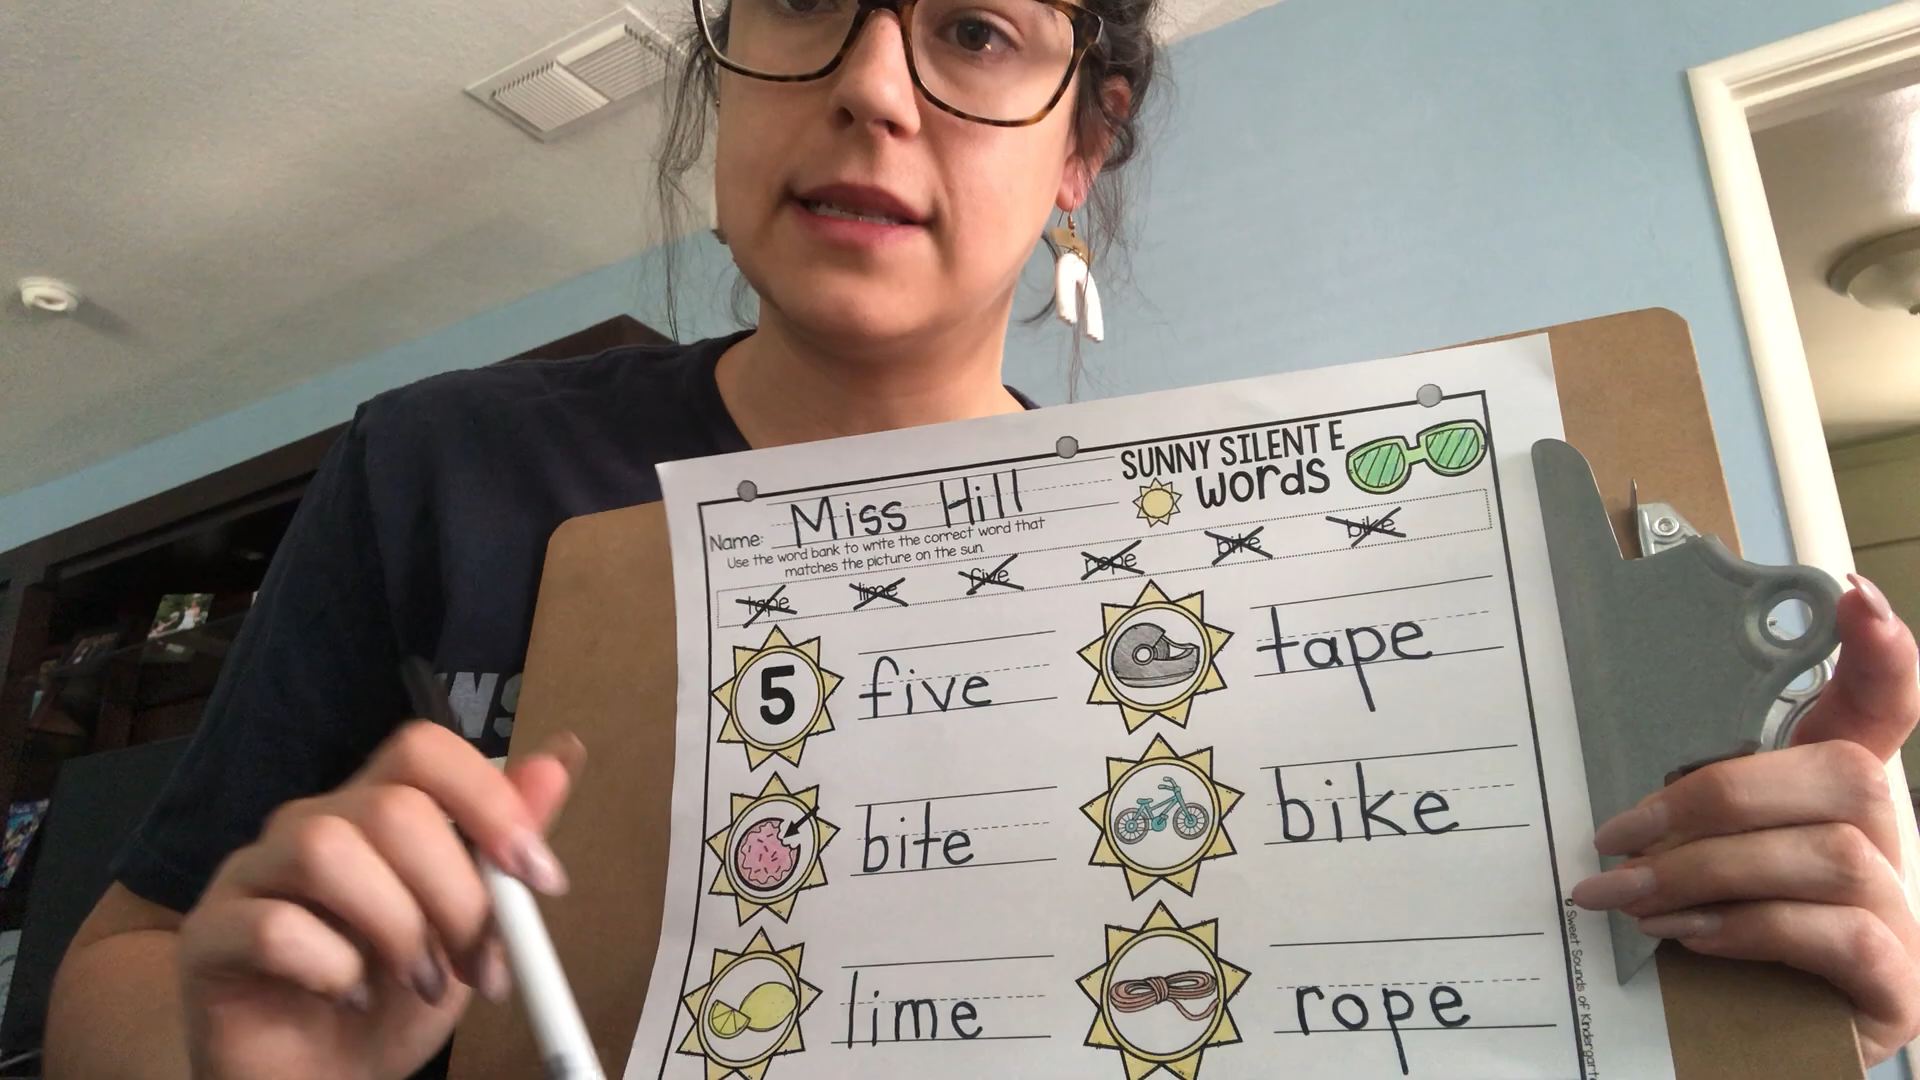 SUNNY SILENT E
words
Name: Miss Hill
Use the word bank to write the correct word that
matches the picture on the sun.
tape lime five rope bite bike
5 five
tape
bite
bike
lime
rope
© Sweet Sounds of Kindergarten